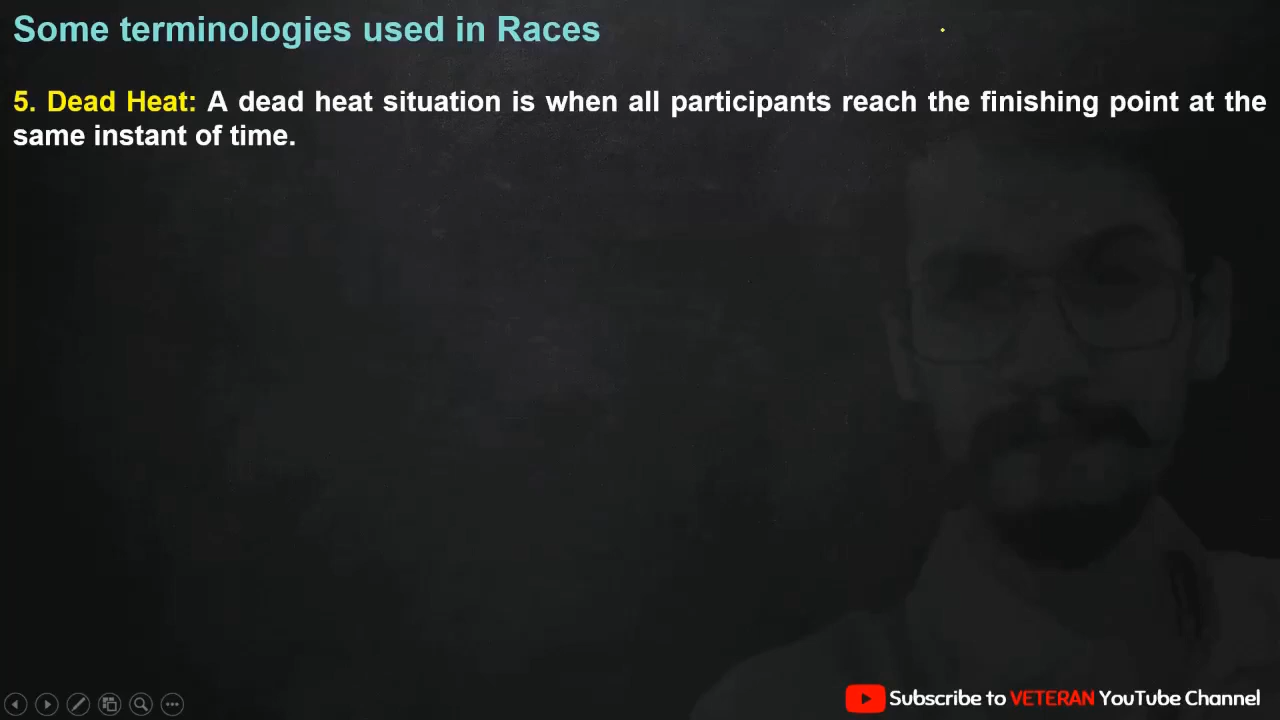 Some terminologies used in Races
5. Dead Heat: A dead heat situation is when all participants reach the finishing point at the
same instant of time.
Subscribe to VETERAN YouTube Channel